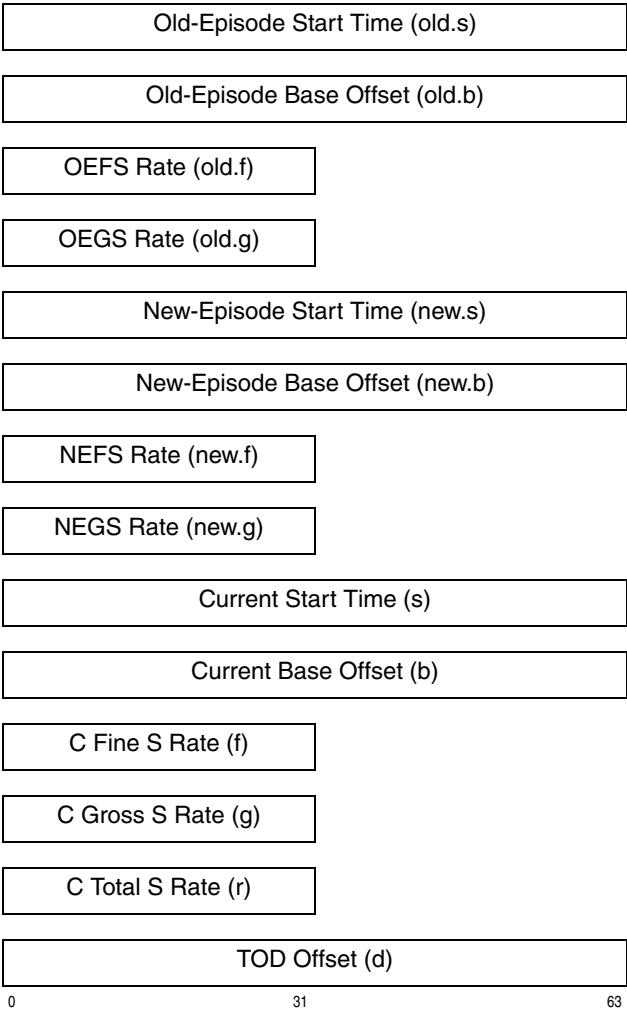 Old-Episode Start Time (old.s)
Old-Episode Base Offset (old.b)
OEFS Rate (old.f)
OEGS Rate (old.g)
New-Episode Start Time (new.s)
New-Episode Base Offset (new.b)
NEFS Rate (new.f)
NEGS Rate (new.g)
Current Start Time (s)
Current Base Offset (b)
C Fine S Rate (f)
C Gross S Rate (g)
C Total S Rate (r)
TOD Offset (d)
0 31 63